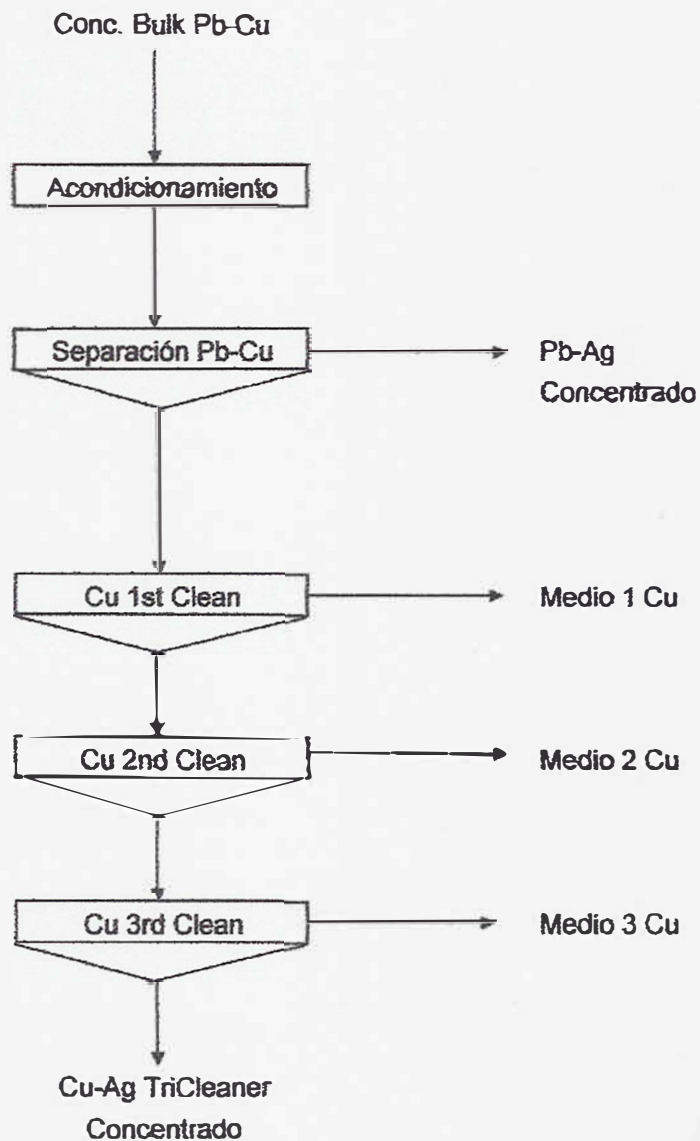 Conc. Bulk Pb-Cu
Acondicionamiento
Separación Pb-Cu
Pb-Ag
Concentrado
Cu 1st Clean
Medio 1 Cu
Cu 2nd Clean
Medio 2 Cu
Cu 3rd Clean
Medio 3 Cu
Cu-Ag TriCleaner
Concentrado